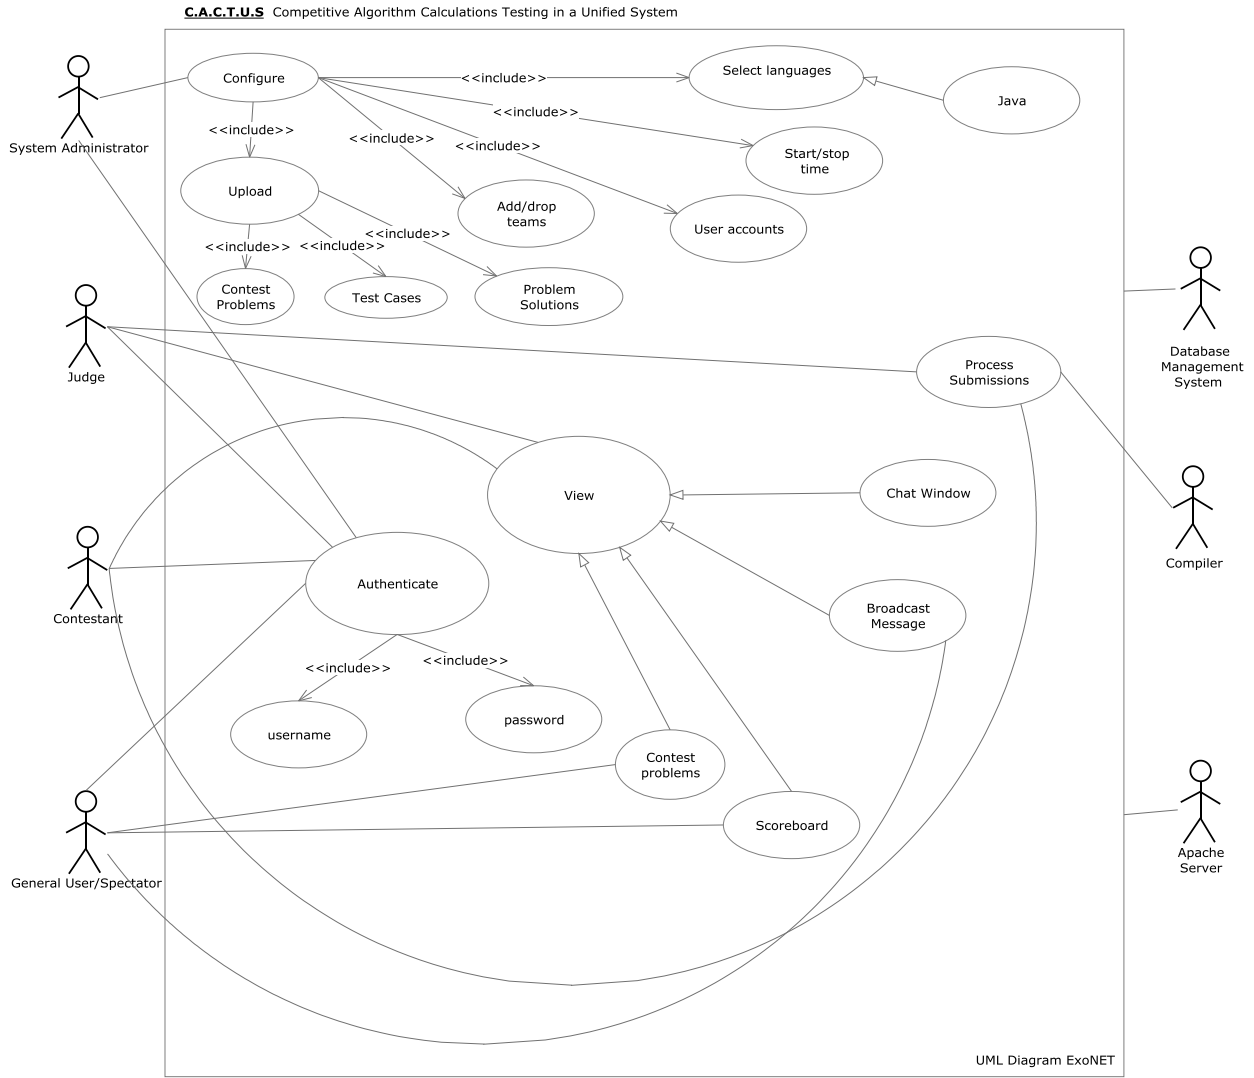 C.A.C.T.U.S Competitive Algorithm Calculations Testing in a Unified System
System Administrator
Configure
<<include>>
Select languages
Java
<<include>>
<<include>>
<<include>>
<<include>>
Start/stop
time
Upload
Add/drop
teams
User accounts
<<include>>
<<include>>
<<include>>
Contest
Problems
Test Cases
Problem
Solutions
Judge
Process
Submissions
Database
Management
System
View
Chat Window
Compiler
Contestant
Authenticate
Broadcast
Message
<<include>>
<<include>>
username
password
Contest
problems
Scoreboard
General User/Spectator
Apache
Server
UML Diagram ExoNET